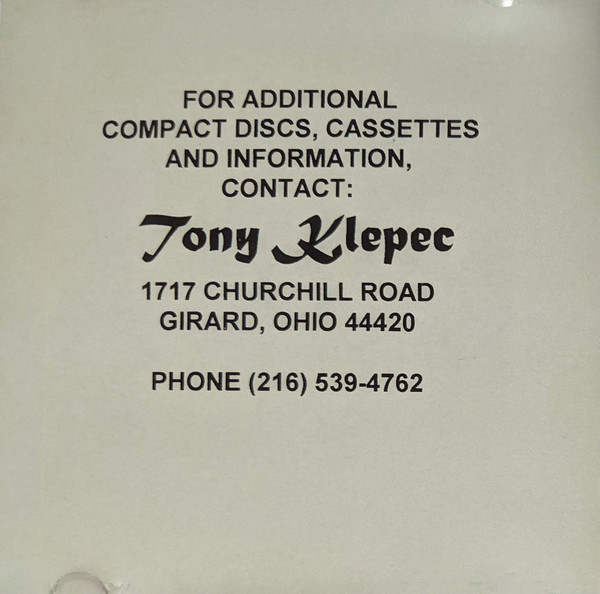 FOR ADDITIONAL
COMPACT DISCS, CASSETTES
AND INFORMATION,
CONTACT:
Tony Klepec
1717 CHURCHILL ROAD
GIRARD, OHIO 44420
PHONE (216) 539-4762